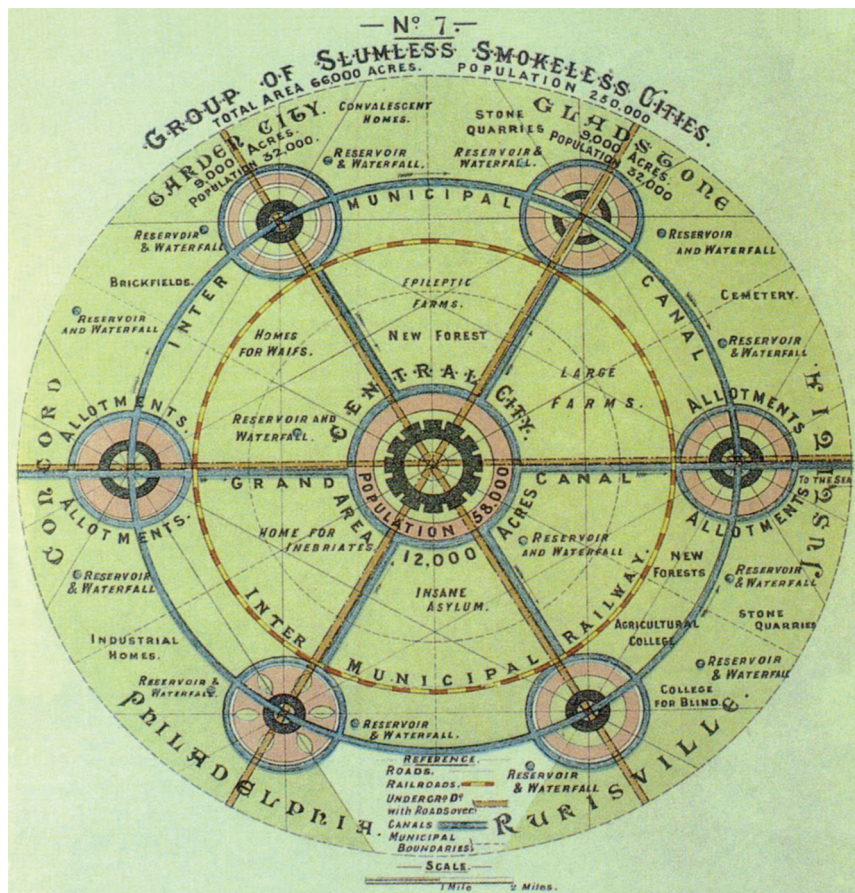 — Nº 7. —
GROUP OF SLUMLESS SMOKELESS CITIES.
TOTAL AREA 66,000 ACRES. POPULATION 250,000
GARDEN CITY.
9,000 ACRES.
POPULATION 32,000.
CONVALESCENT
HOMES.
STONE
QUARRIES
GLADSTONE
9,000 ACRES.
POPULATION
32,000
RESERVOIR
& WATERFALL.
RESERVOIR &
WATERFALL.
INTER MUNICIPAL CANAL
RESERVOIR
& WATERFALL
RESERVOIR
AND WATERFALL
BRICKFIELDS.
EPILEPTIC
FARMS.
CEMETERY.
RESERVOIR
AND WATERFALL
HOMES
FOR WAIFS.
NEW FOREST
RESERVOIR
& WATERFALL
LARGE
FARMS.
CENTRAL CITY.
RESERVOIR AND
WATERFALL.
CONCORD
ALLOTMENTS.
ALLOTMENTS.
ALLOTMENTS
ALLOTMENTS
JUSTITIA.
TO THE SEA
GRAND CANAL
POPULATION 58,000
AREA
12,000
ACRES
HOME FOR
INEBRIATES
RESERVOIR
AND WATERFALL
INSANE
ASYLUM.
NEW
FORESTS
RESERVOIR
& WATERFALL
RESERVOIR
& WATERFALL
STONE
QUARRIES
INTER MUNICIPAL RAILWAY.
AGRICULTURAL
COLLEGE
INDUSTRIAL
HOMES.
RESERVOIR
& WATERFALL
COLLEGE
FOR BLIND.
RESERVOIR &
WATERFALL
RESERVOIR
& WATERFALL.
PHILADELPHIA.
RURISVILLE.
REFERENCE.
ROADS.
RAILROADS.
UNDERGRO Dº
with ROADS over
CANALS
MUNICIPAL
BOUNDARIES
RESERVOIR
& WATERFALL
— SCALE. —
1 Mile 2 Miles.